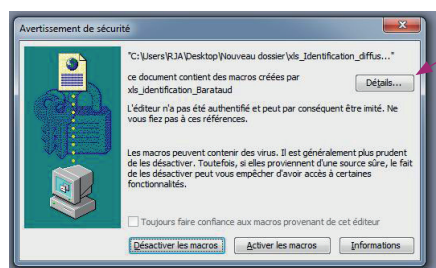 Avertissement de sécurité
"C:\Users\RJA\Desktop\Nouveau dossier\xls_Identification_diffus..."
ce document contient des macros créées par
xls_identification_Barataud
Détails...
L'éditeur n'a pas été authentifié et peut par conséquent être imité. Ne
vous fiez pas à ces références.
Les macros peuvent contenir des virus. Il est généralement plus prudent
de les désactiver. Toutefois, si elles proviennent d'une source sûre, le fait
de les désactiver peut vous empêcher d'avoir accès à certaines
fonctionnalités.
Toujours faire confiance aux macros provenant de cet éditeur
Désactiver les macros
Activer les macros
Informations